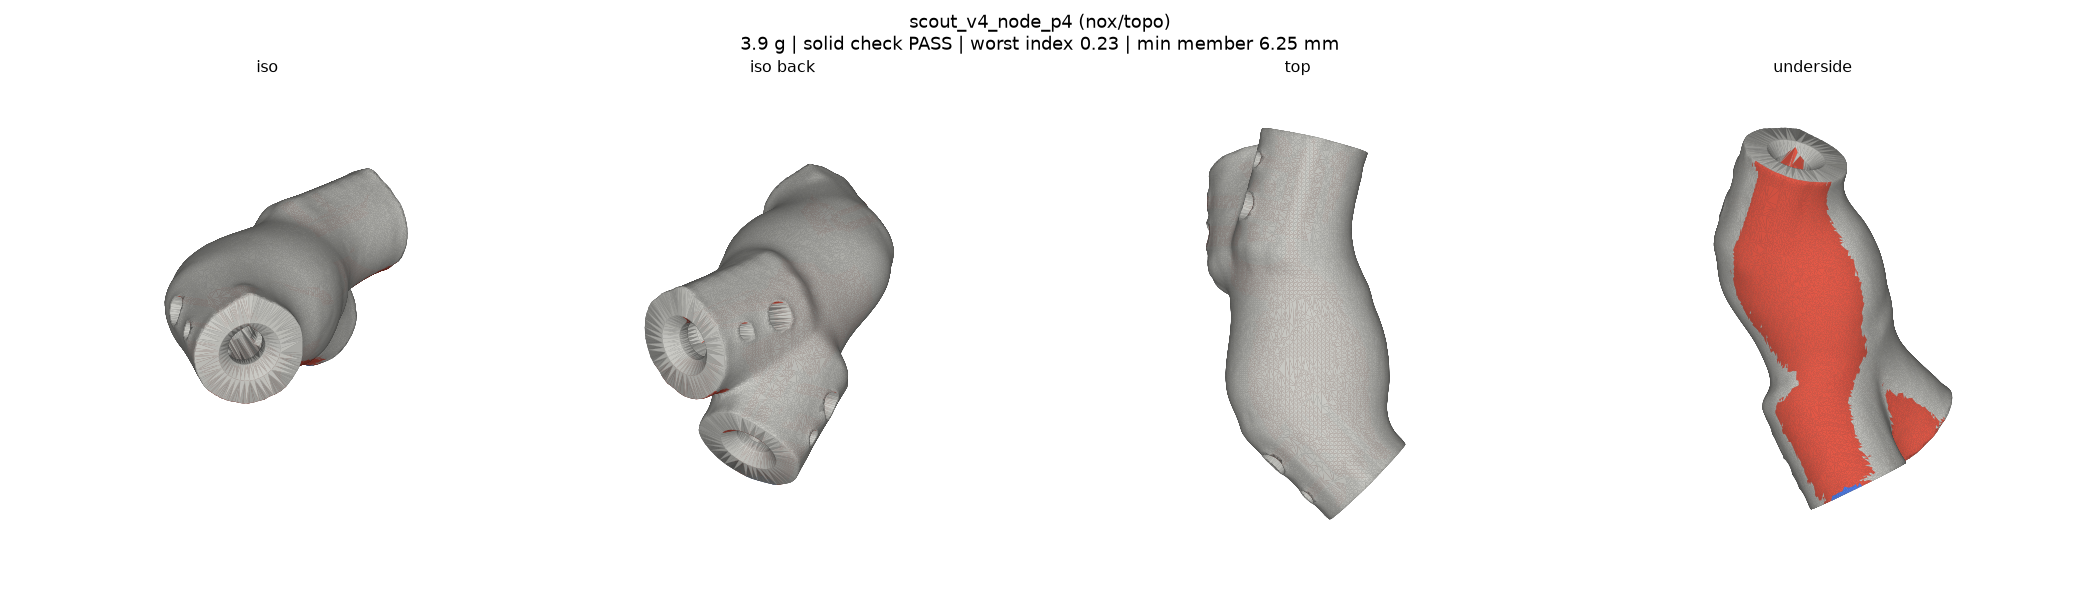 scout_v4_node_p4 (nox/topo)
3.9 g | solid check PASS | worst index 0.23 | min member 6.25 mm
iso
iso back
top
underside